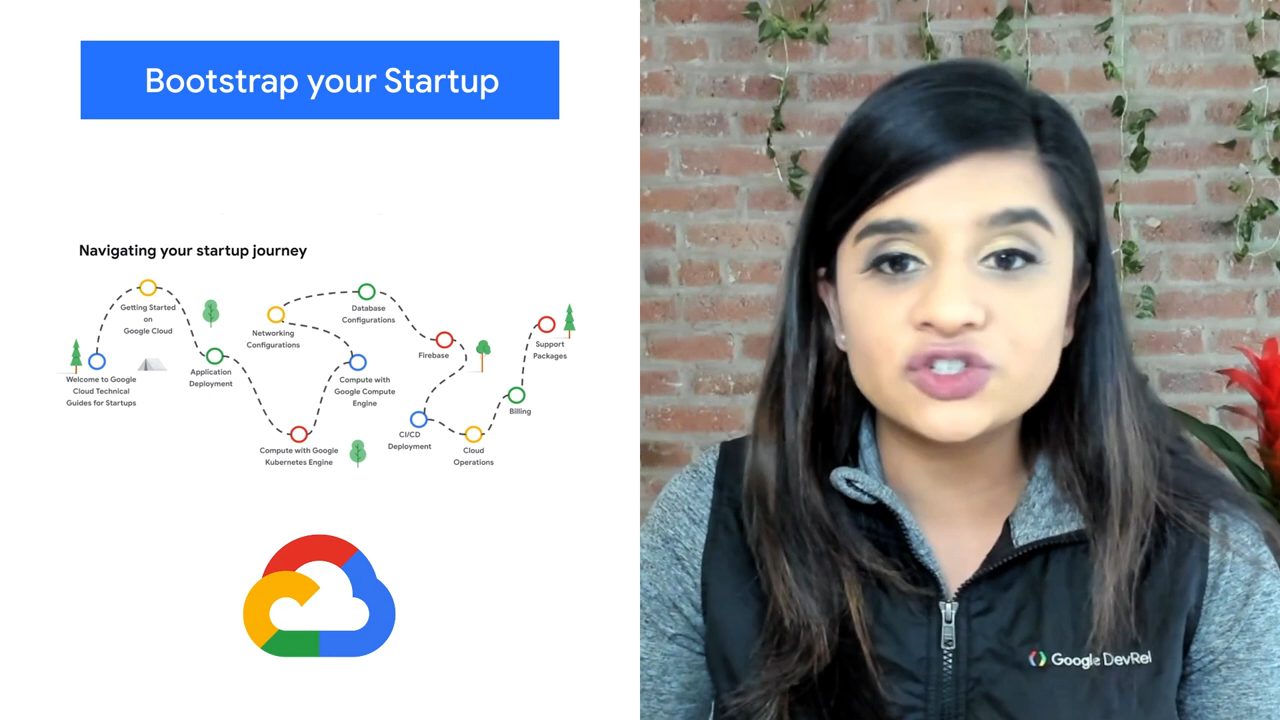 Bootstrap your Startup
Navigating your startup journey
Getting Started
on
Google Cloud
Welcome to Google
Cloud Technical
Guides for Startups
Application
Deployment
Compute with Google
Kubernetes Engine
Compute with
Google Compute
Engine
Networking
Configurations
Database
Configurations
Firebase
CI/CD
Deployment
Cloud
Operations
Billing
Support
Packages
Google DevRel